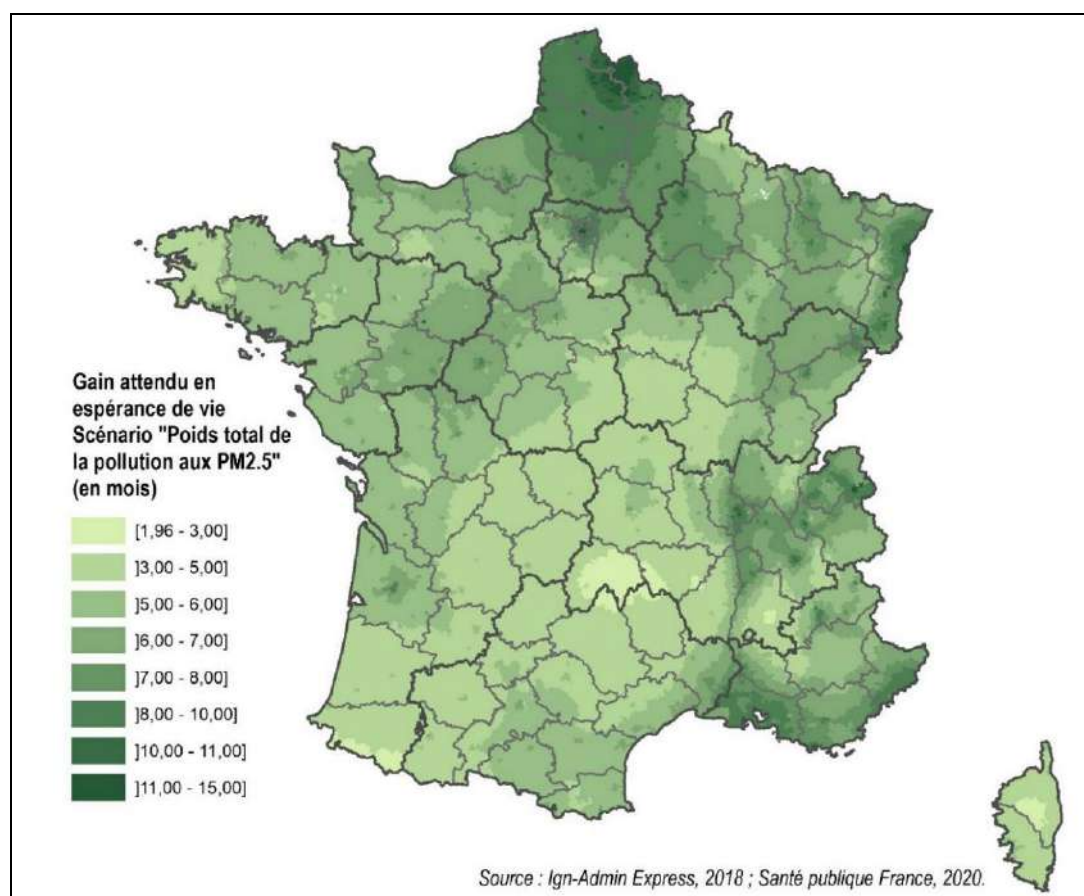 Gain attendu en
espérance de vie
Scénario "Poids total de
la pollution aux PM2.5"
(en mois)
[1,96 - 3,00]
]3,00 - 5,00]
]5,00 - 6,00]
]6,00 - 7,00]
]7,00 - 8,00]
]8,00 - 10,00]
]10,00 - 11,00]
]11,00 - 15,00]
Source : Ign-Admin Express, 2018 ; Santé publique France, 2020.